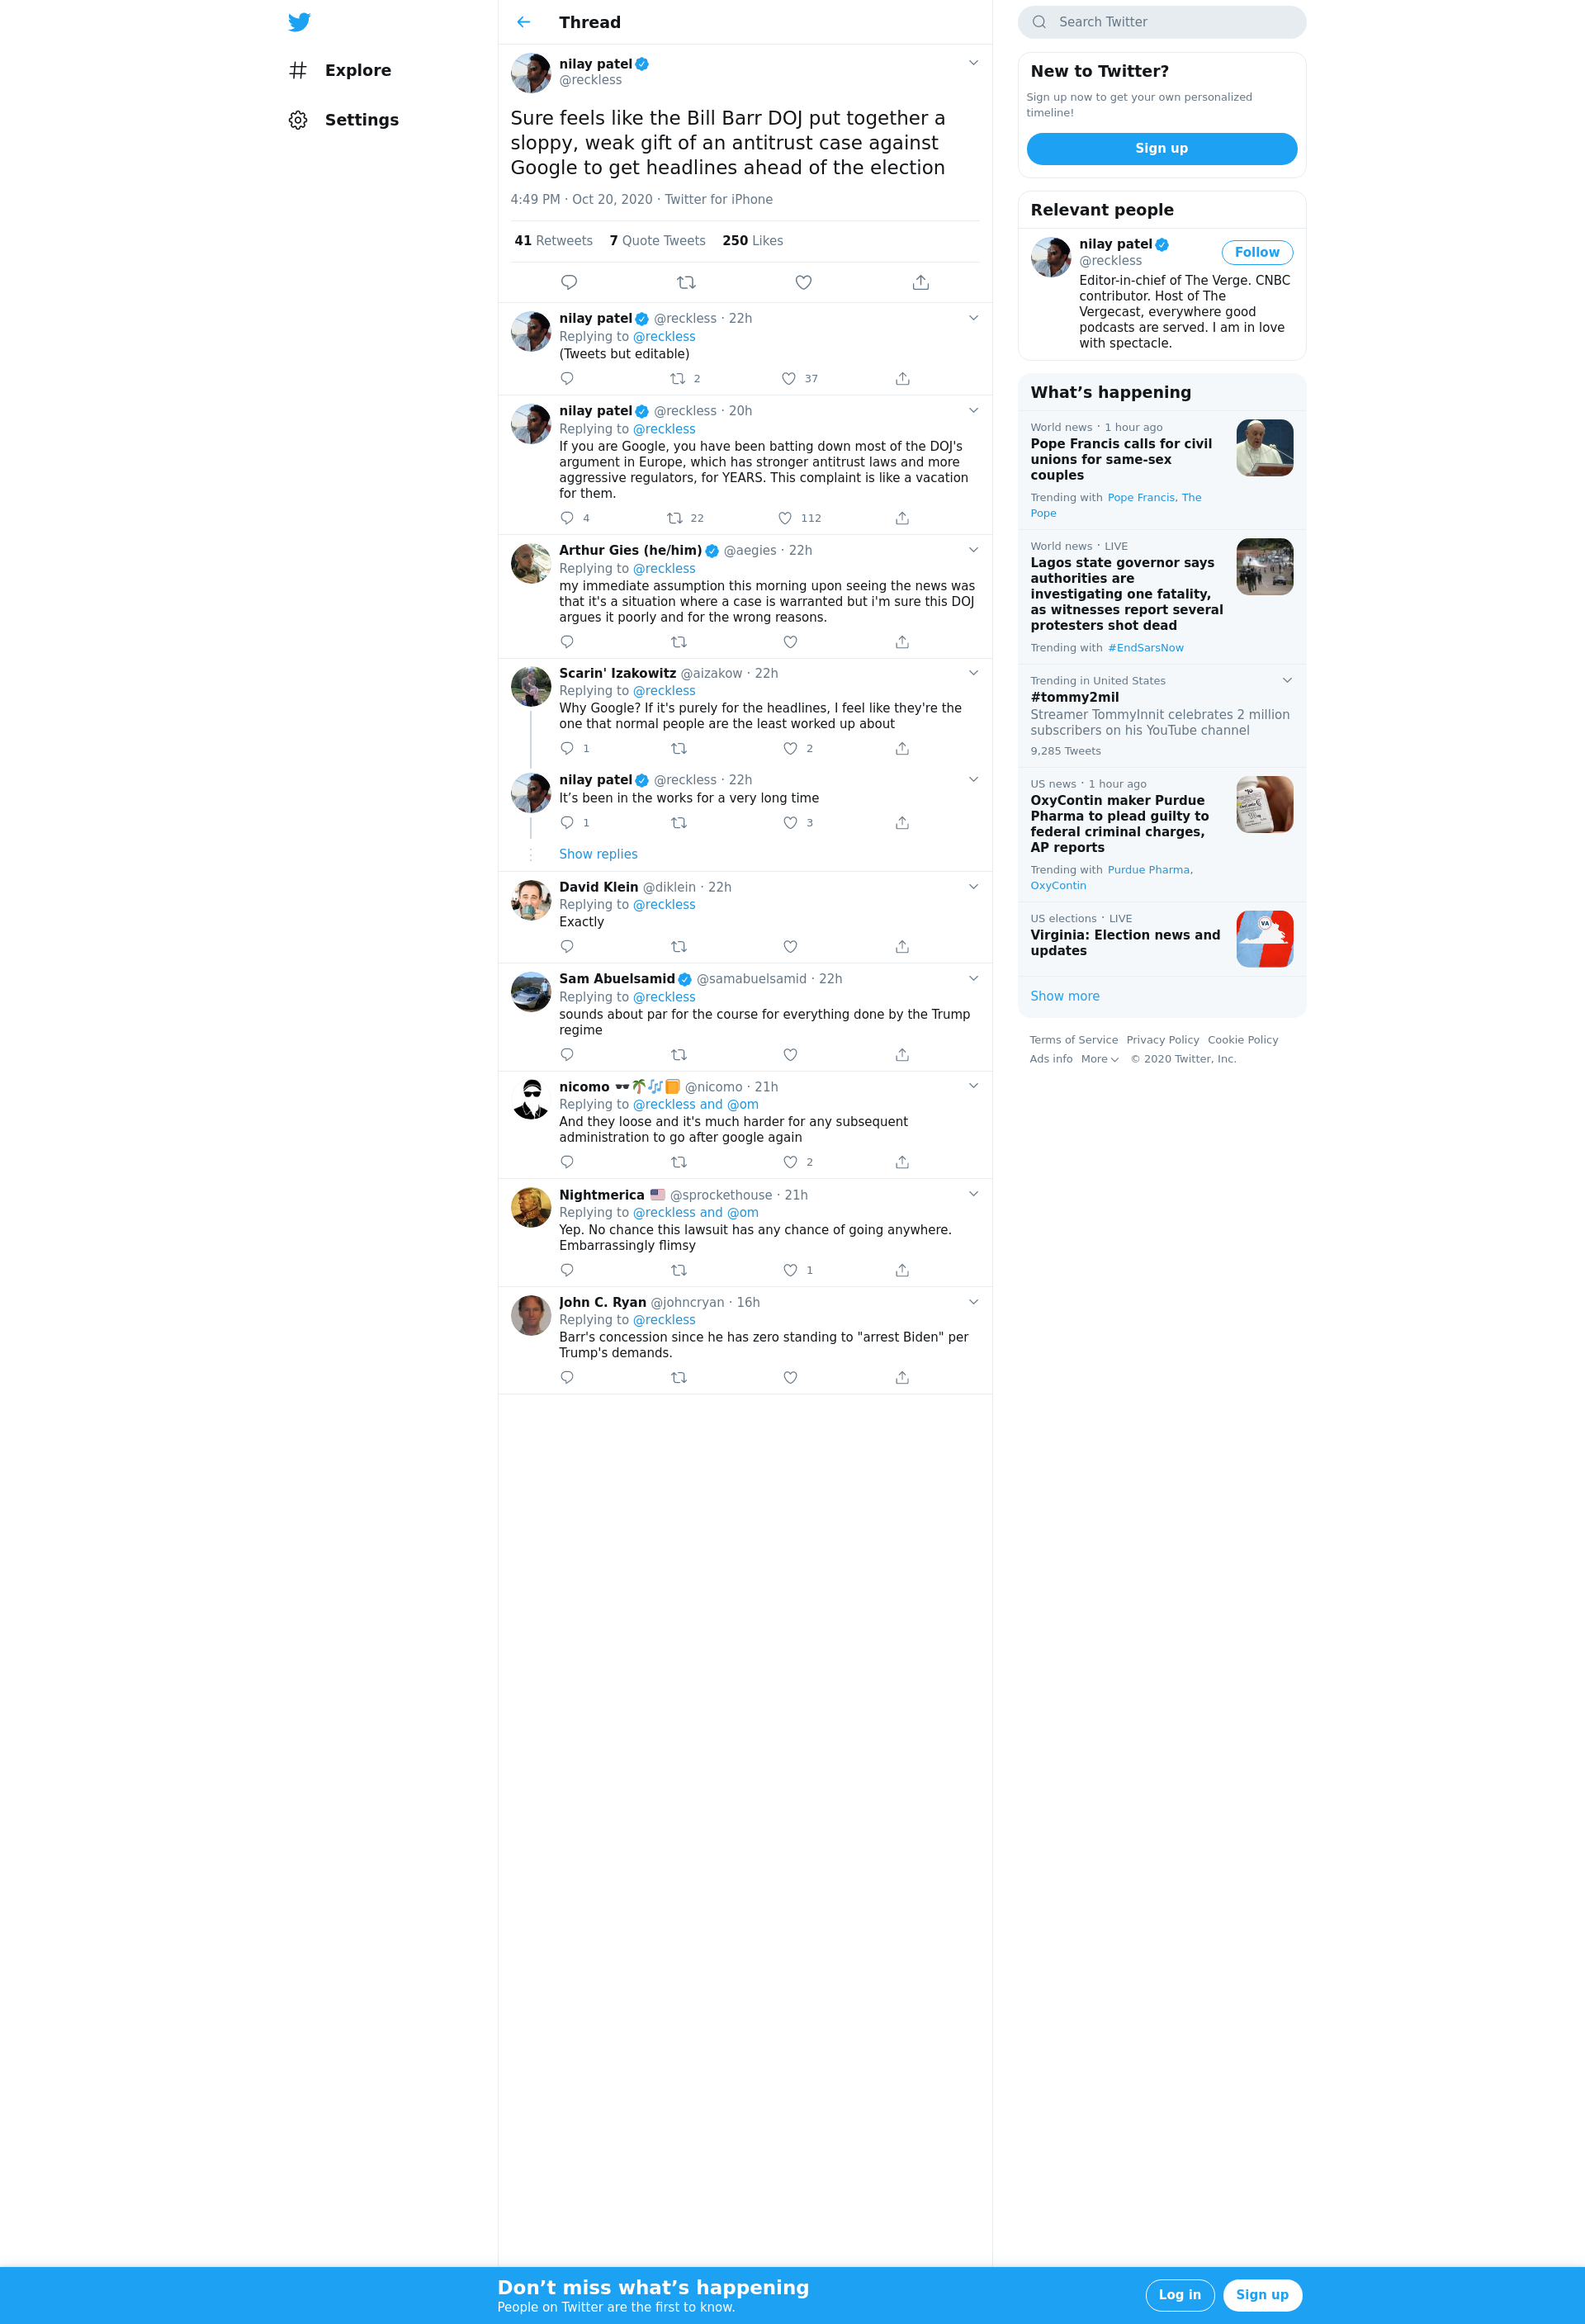 Explore
Settings
Thread
nilay patel
@reckless
Sure feels like the Bill Barr DOJ put together a
sloppy, weak gift of an antitrust case against
Google to get headlines ahead of the election
4:49 PM · Oct 20, 2020 · Twitter for iPhone
41 Retweets 7 Quote Tweets 250 Likes
nilay patel @reckless · 22h
Replying to @reckless
(Tweets but editable)
2 37
nilay patel @reckless · 20h
Replying to @reckless
If you are Google, you have been batting down most of the DOJ's
argument in Europe, which has stronger antitrust laws and more
aggressive regulators, for YEARS. This complaint is like a vacation
for them.
4 22 112
Arthur Gies (he/him) @aegies · 22h
Replying to @reckless
my immediate assumption this morning upon seeing the news was
that it's a situation where a case is warranted but i'm sure this DOJ
argues it poorly and for the wrong reasons.
Scarin' Izakowitz @aizakow · 22h
Replying to @reckless
Why Google? If it's purely for the headlines, I feel like they're the
one that normal people are the least worked up about
1 2
nilay patel @reckless · 22h
It’s been in the works for a very long time
1 3
Show replies
David Klein @diklein · 22h
Replying to @reckless
Exactly
Sam Abuelsamid @samabuelsamid · 22h
Replying to @reckless
sounds about par for the course for everything done by the Trump
regime
nicomo 🕶️🌴🎶📙 @nicomo · 21h
Replying to @reckless and @om
And they loose and it's much harder for any subsequent
administration to go after google again
2
Nightmerica 🇺🇸 @sprockethouse · 21h
Replying to @reckless and @om
Yep. No chance this lawsuit has any chance of going anywhere.
Embarrassingly flimsy
1
John C. Ryan @johncryan · 16h
Replying to @reckless
Barr's concession since he has zero standing to "arrest Biden" per
Trump's demands.
Search Twitter
New to Twitter?
Sign up now to get your own personalized
timeline!
Sign up
Relevant people
nilay patel
@reckless
Follow
Editor-in-chief of The Verge. CNBC
contributor. Host of The
Vergecast, everywhere good
podcasts are served. I am in love
with spectacle.
What’s happening
World news · 1 hour ago
Pope Francis calls for civil
unions for same-sex
couples
Trending with Pope Francis, The
Pope
World news · LIVE
Lagos state governor says
authorities are
investigating one fatality,
as witnesses report several
protesters shot dead
Trending with #EndSarsNow
Trending in United States
#tommy2mil
Streamer TommyInnit celebrates 2 million
subscribers on his YouTube channel
9,285 Tweets
US news · 1 hour ago
OxyContin maker Purdue
Pharma to plead guilty to
federal criminal charges,
AP reports
Trending with Purdue Pharma,
OxyContin
US elections · LIVE
Virginia: Election news and
updates
VA
Show more
Terms of Service Privacy Policy Cookie Policy
Ads info More © 2020 Twitter, Inc.
Don’t miss what’s happening
People on Twitter are the first to know.
Log in
Sign up